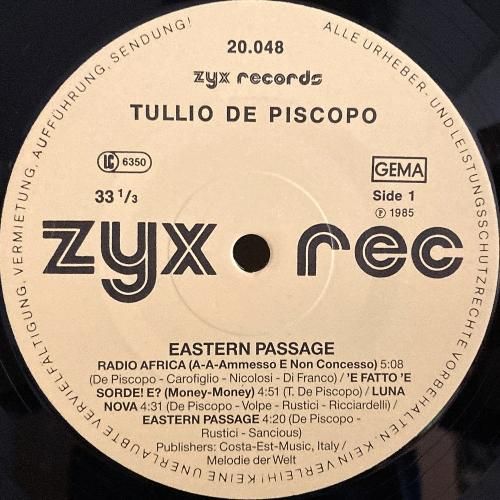 ALLE URHEBER- UND LEISTUNGSSCHUTZRECHTE VORBEHALTEN. KEIN VERLEIH! KEINE UNERLAUBTE VERVIELFÄLTIGUNG, VERMIETUNG, AUFFÜHRUNG, SENDUNG!
20.048
zyx records
TULLIO DE PISCOPO
LC 6350
GEMA
33 1/3
Side 1
℗ 1985
zyx rec
EASTERN PASSAGE
RADIO AFRICA (A-A-Ammesso E Non Concesso) 5:08
(De Piscopo - Carofiglio - Nicolosi - Di Franco) / 'E FATTO 'E
SORDE! E? (Money-Money) 4:51 (T. De Piscopo) / LUNA
NOVA 4:31 (De Piscopo - Volpe - Rustici - Ricciardelli) /
EASTERN PASSAGE 4:20 (De Piscopo -
Rustici - Sancious)
Publishers: Costa-Est-Music, Italy /
Melodie der Welt